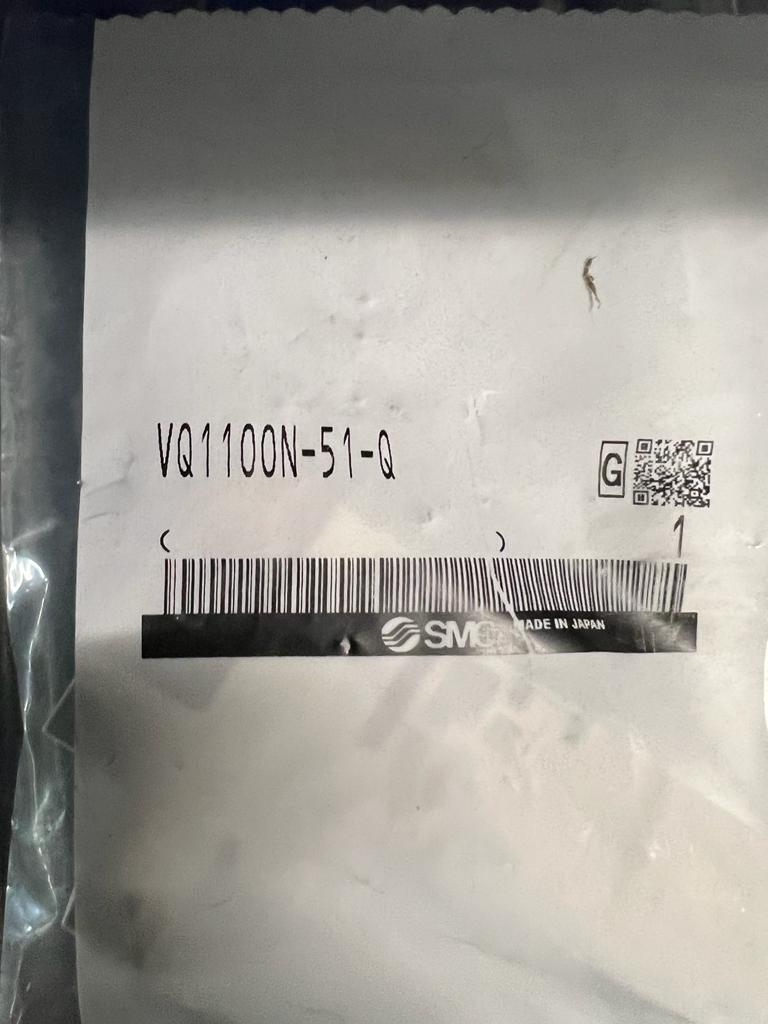 VQ1100N-51-Q
G
( ) 1
SMC MADE IN JAPAN